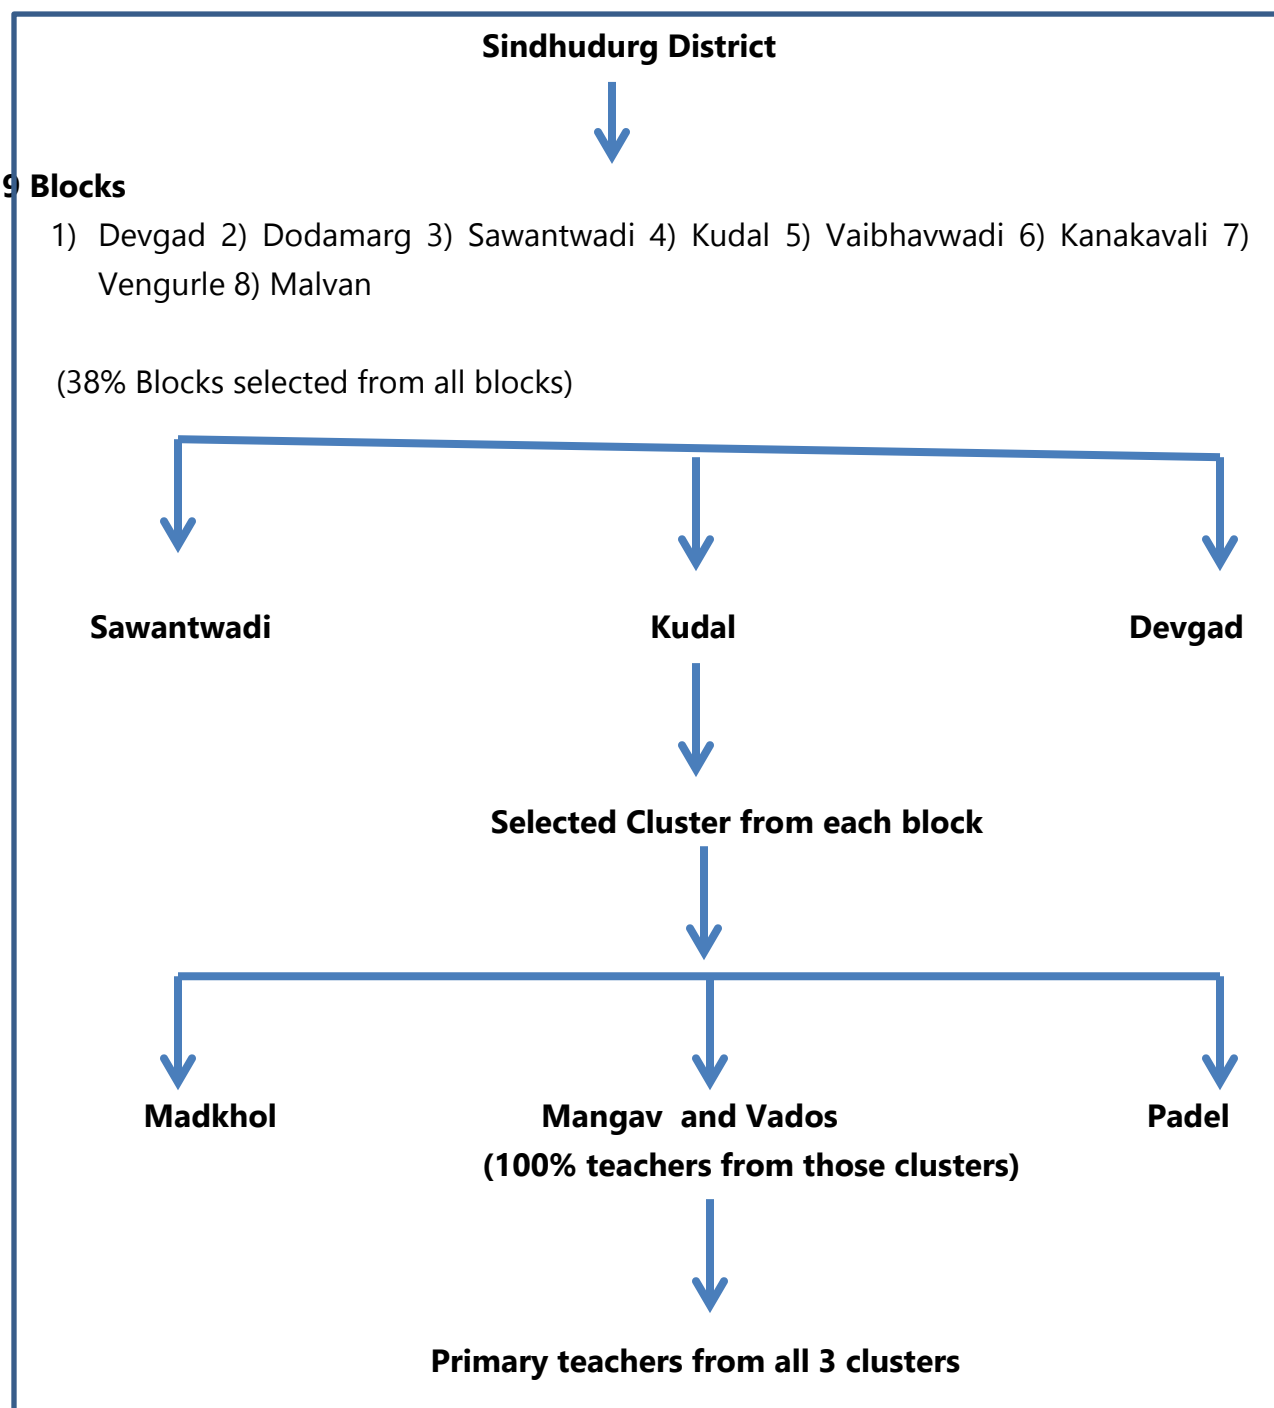 Sindhudurg District
9 Blocks
1) Devgad 2) Dodamarg 3) Sawantwadi 4) Kudal 5) Vaibhavwadi 6) Kanakavali 7)
Vengurle 8) Malvan
(38% Blocks selected from all blocks)
Sawantwadi Kudal Devgad
Selected Cluster from each block
Madkhol Mangav and Vados Padel
(100% teachers from those clusters)
Primary teachers from all 3 clusters